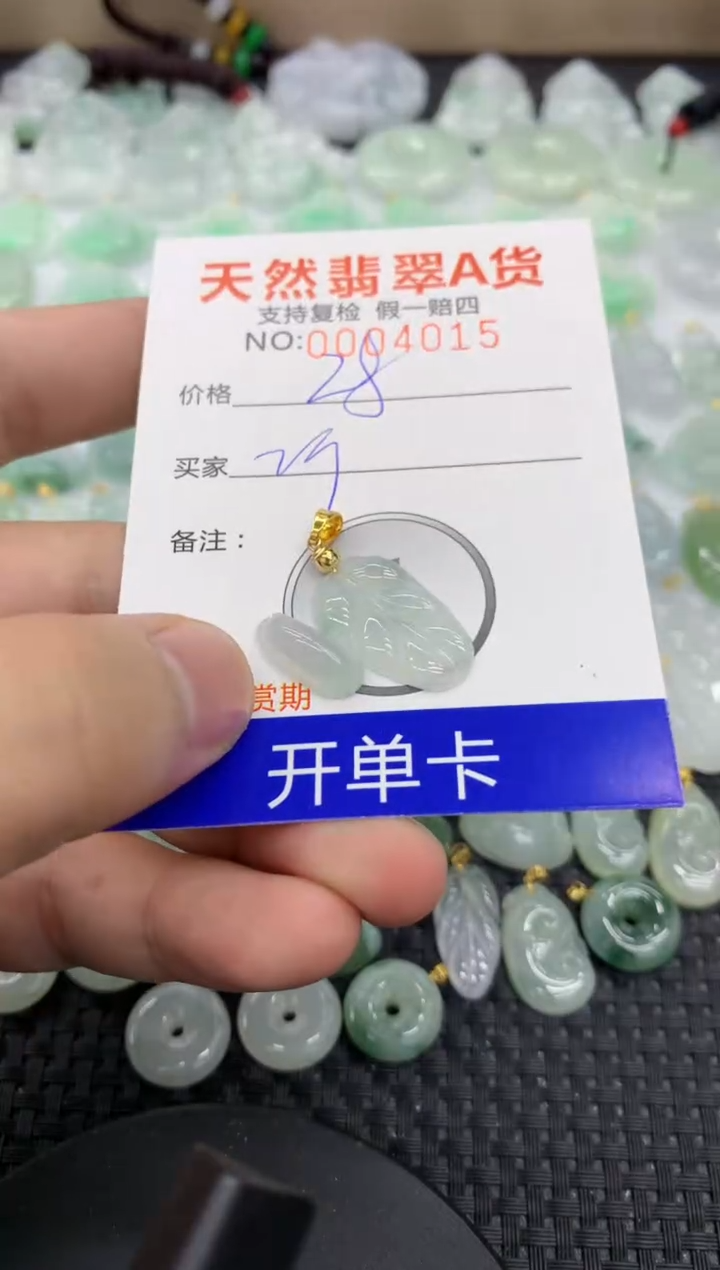 天然翡翠A货
支持复检 假一赔四
NO:0004015
价格 28
买家
备注：
赏期
开单卡